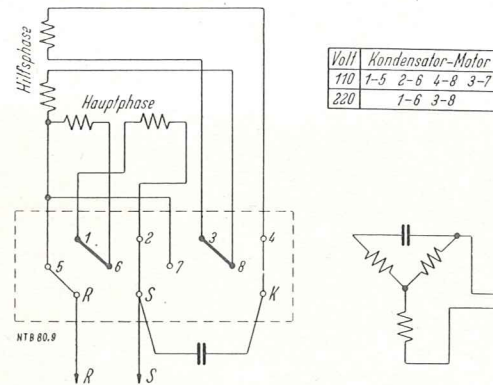 Hilfsphase
Hauptphase
Volt Kondensator-Motor
110 1-5 2-6 4-8 3-7
220 1-6 3-8
1 2 3 4
5 6 7 8
R S K
NTB 80.9
R S